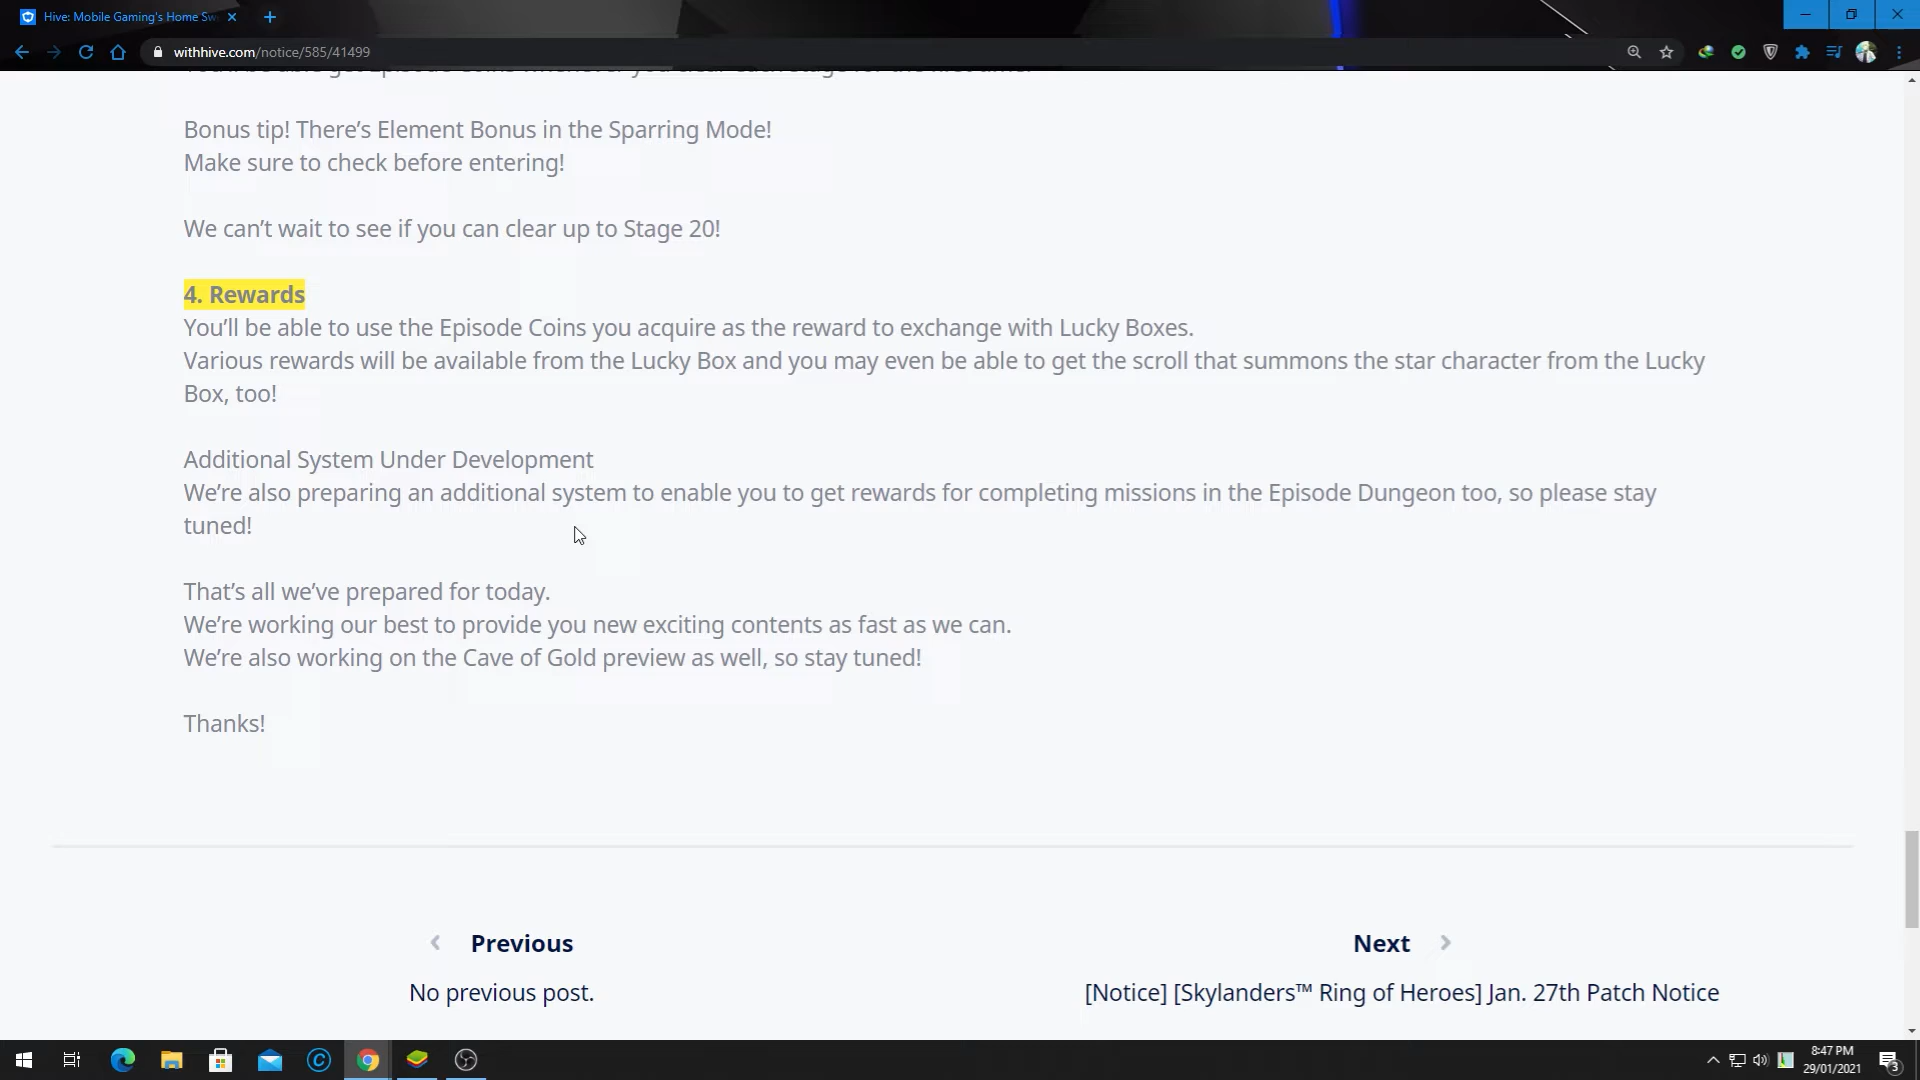 Hive: Mobile Gaming's Home Sw
withhive.com/notice/585/41499
Bonus tip! There's Element Bonus in the Sparring Mode!
Make sure to check before entering!
We can't wait to see if you can clear up to Stage 20!
4. Rewards
You'll be able to use the Episode Coins you acquire as the reward to exchange with Lucky Boxes.
Various rewards will be available from the Lucky Box and you may even be able to get the scroll that summons the star character from the Lucky
Box, too!
Additional System Under Development
We're also preparing an additional system to enable you to get rewards for completing missions in the Episode Dungeon too, so please stay
tuned!
That's all we've prepared for today.
We're working our best to provide you new exciting contents as fast as we can.
We're also working on the Cave of Gold preview as well, so stay tuned!
Thanks!
Previous
Next
No previous post.
[Notice] [Skylanders™ Ring of Heroes] Jan. 27th Patch Notice
8:47 PM
29/01/2021
3